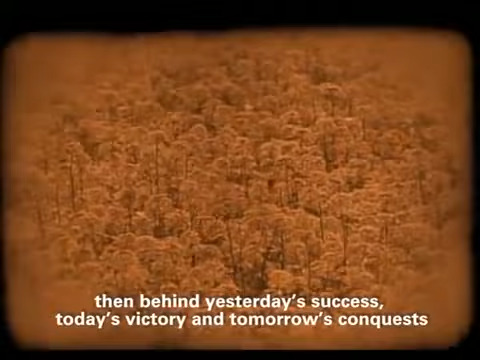 then behind yesterday's success,
today's victory and tomorrow's conquests